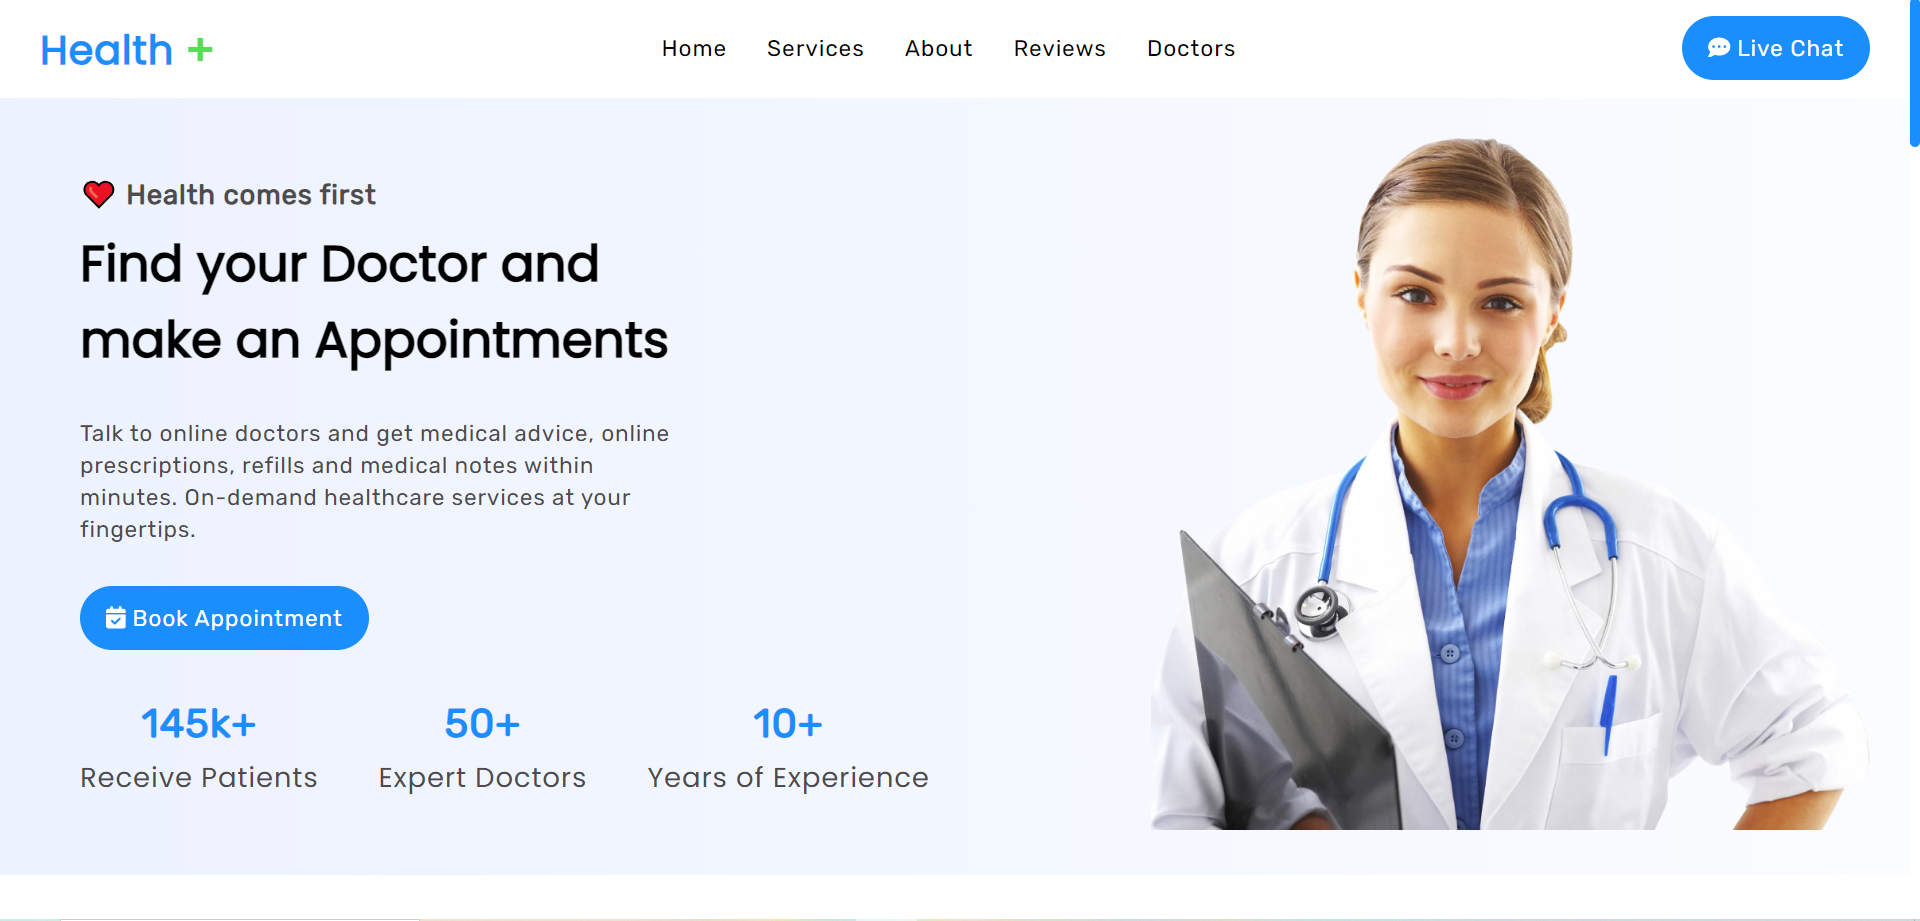 Health +
Home
Services
About
Reviews
Doctors
Live Chat
Health comes first
Find your Doctor and
make an Appointments
Talk to online doctors and get medical advice, online
prescriptions, refills and medical notes within
minutes. On-demand healthcare services at your
fingertips.
Book Appointment
145k+
Receive Patients
50+
Expert Doctors
10+
Years of Experience